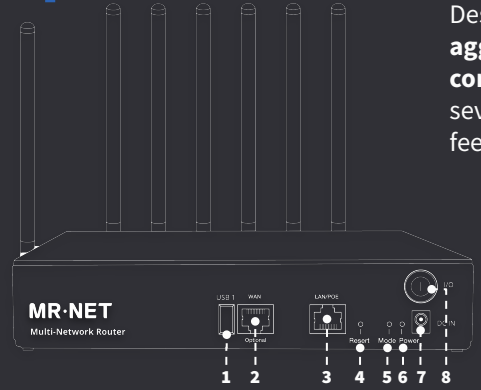 Des
agg
cor
sev
fee
USB 1 WAN LAN/POE I/O
MR·NET DC IN
Multi-Network Router Optional Resert Mode Power
1 2 3 4 5 6 7 8